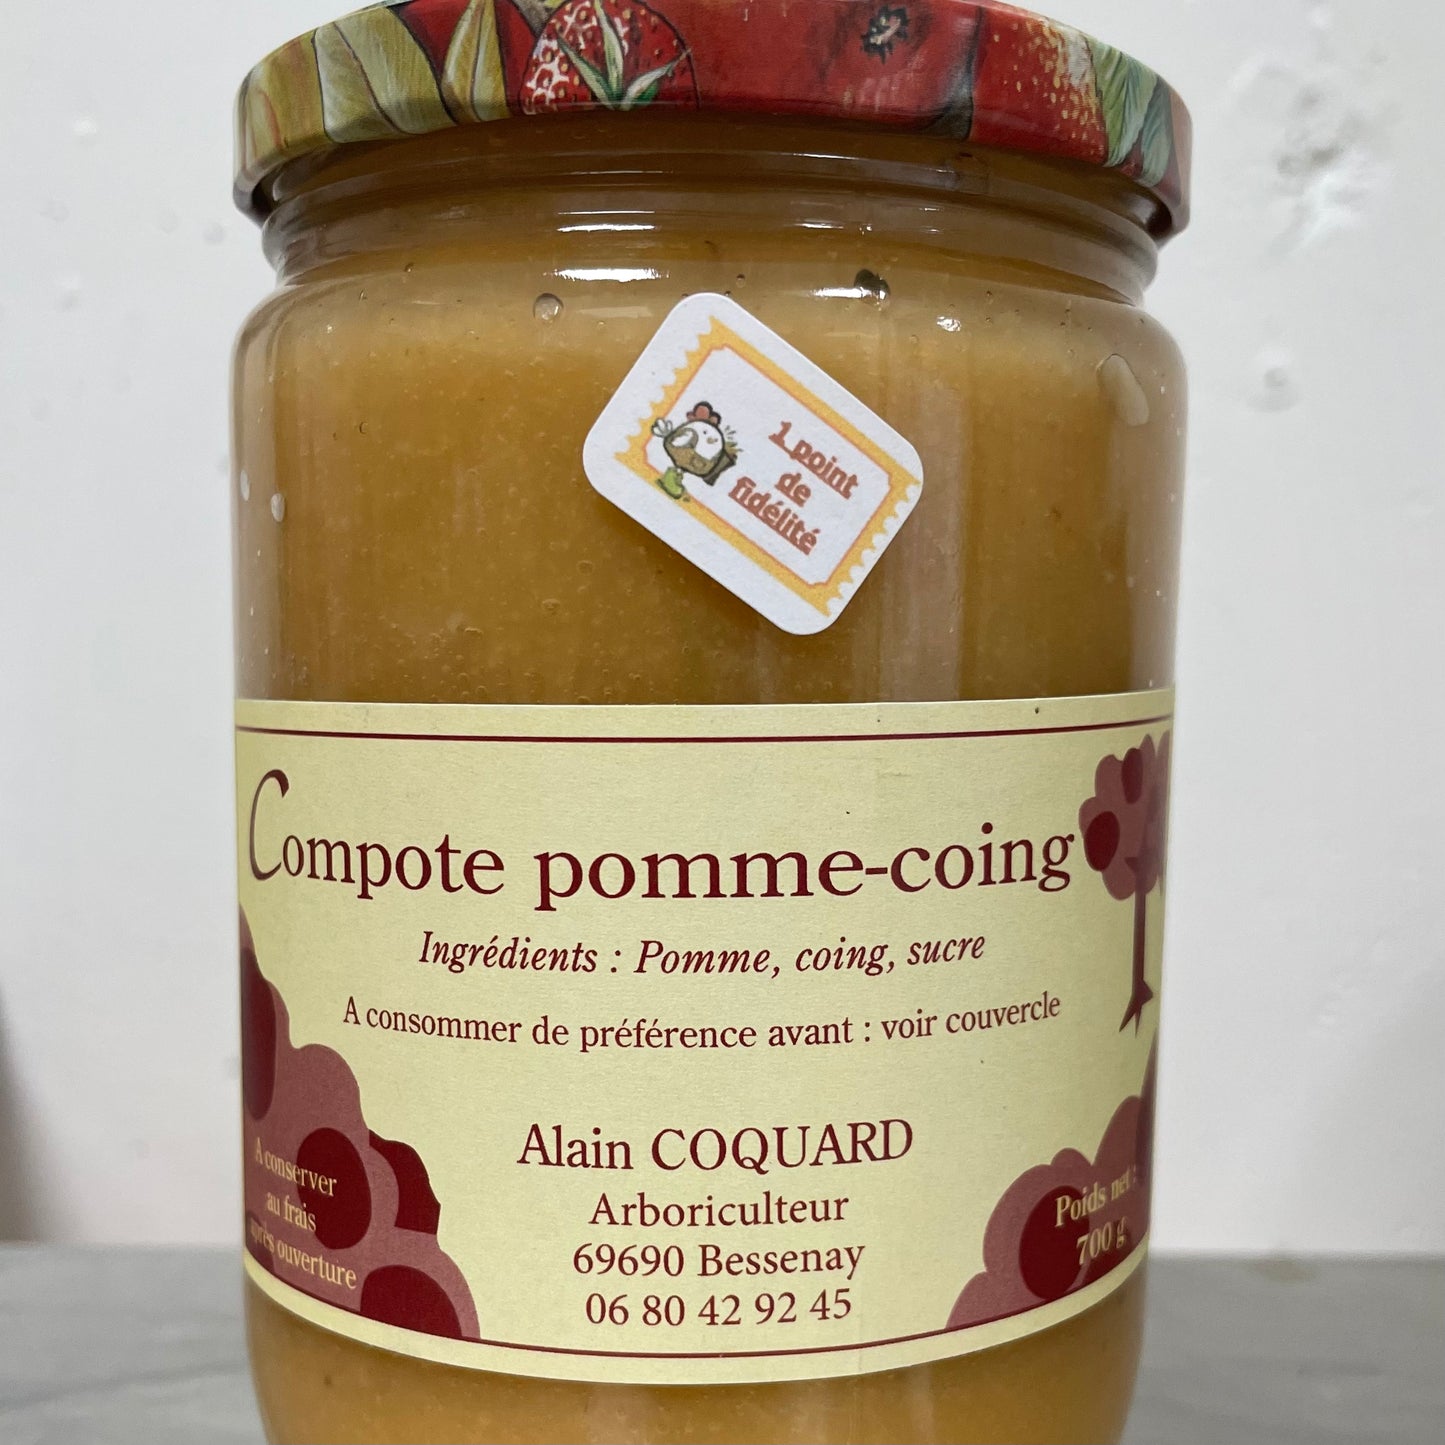 1 point
de
fidélité
Compote pomme-coing
Ingrédients : Pomme, coing, sucre
A consommer de préférence avant : voir couvercle
Alain COQUARD
Arboriculteur
69690 Bessenay
06 80 42 92 45
A conserver
au frais
après ouverture
Poids net :
700 g